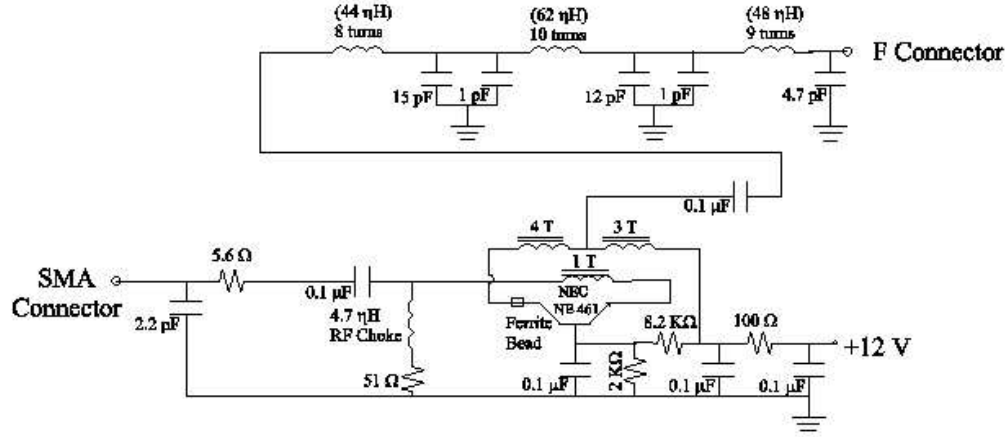 (44 ηH)
8 turns
(62 ηH)
10 turns
(48 ηH)
9 turns
F Connector
15 pF
1 pF
12 pF
1 pF
4.7 pF
0.1 μF
4 T
3 T
1 T
5.6 Ω
SMA
Connector
0.1 μF
NEC
NE461
2.2 pF
4.7 ηH
RF Choke
Ferrite
Bead
8.2 KΩ
100 Ω
+12 V
51 Ω
0.1 μF
2 KΩ
0.1 μF
0.1 μF